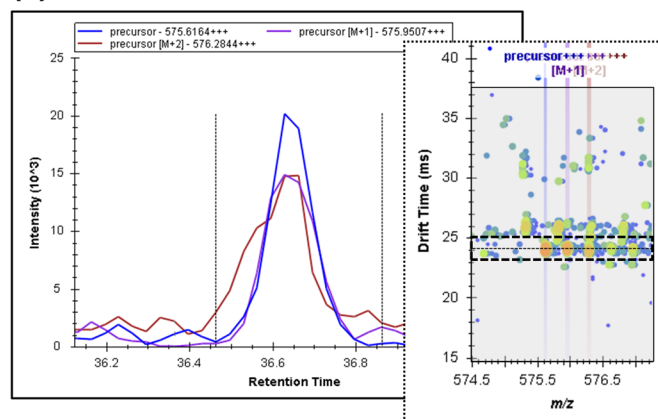 precursor - 575.6164+++
precursor [M+1] - 575.9507+++
precursor [M+2] - 576.2844+++
25
20
15
10
5
0
Intensity (10^3)
36.2
36.4
36.6
36.8
Retention Time
precursor+++
[M+1]
+2]
40
35
30
25
20
15
Drift Time (ms)
574.5
575.5
576.5
m/z